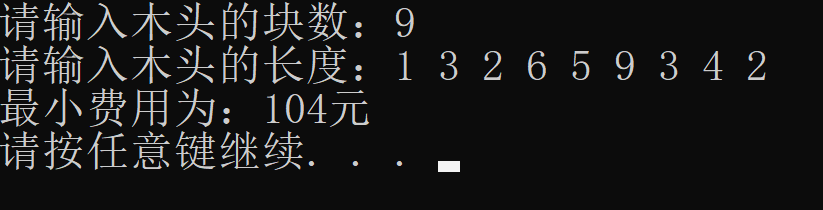 请输入木头的块数：9
请输入木头的长度：1 3 2 6 5 9 3 4 2
最小费用为：104元
请按任意键继续. . .